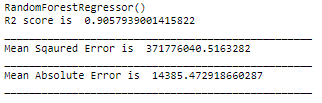 RandomForestRegressor()
R2 score is  0.9057939001415822
Mean Sqaured Error is  371776040.5163282
Mean Absolute Error is  14385.472918660287